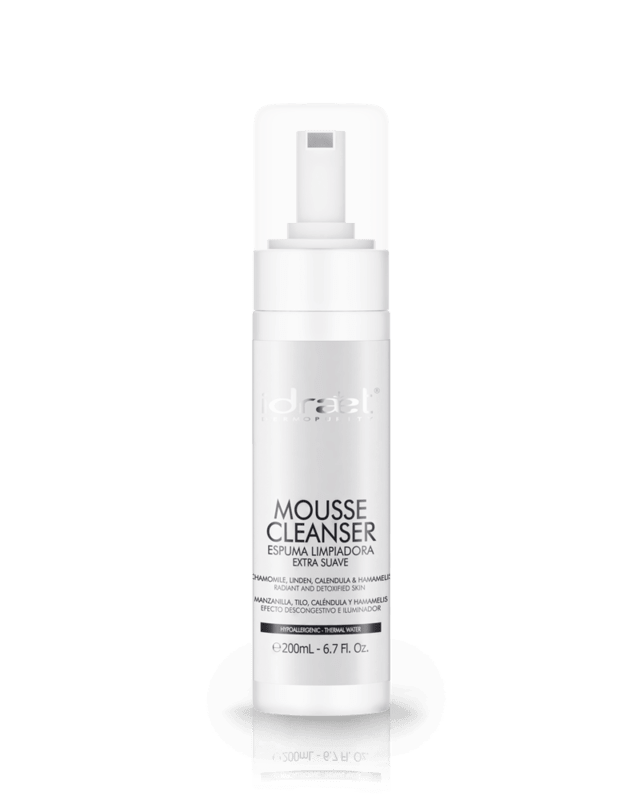 idraet®
MOUSSE
CLEANSER
ESPUMA LIMPIADORA
EXTRA SUAVE
CHAMOMILE, LINDEN, CALENDULA & HAMAMELIS
RADIANT AND DETOXIFIED SKIN
MANZANILLA, TILO, CALÉNDULA Y HAMAMELIS
EFECTO DESCONGESTIVO E ILUMINADOR
HYPOALLERGENIC - THERMAL WATER
℮200mL - 6.7 Fl. Oz.